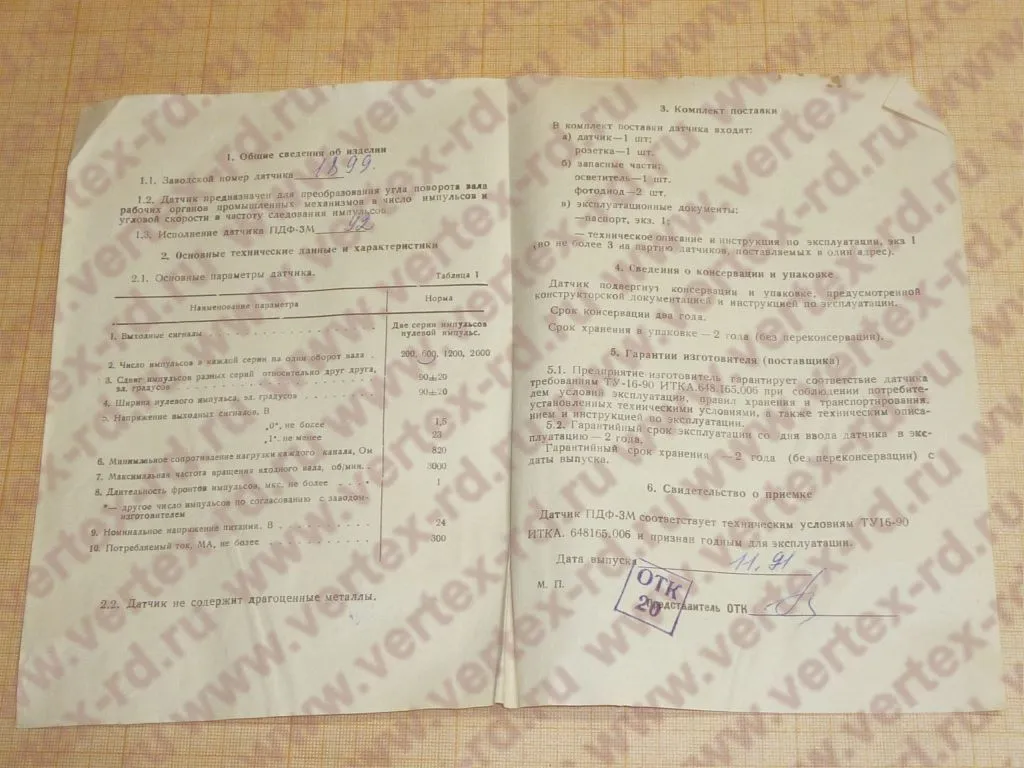 1. Общие сведения об изделии
1.1. Заводской номер датчика 1899.
1.2. Датчик предназначен для преобразования угла поворота вала
рабочих органов промышленных механизмов в число импульсов и
угловой скорости в частоту следования импульсов
1.3. Исполнение датчика ПДФ-3М 42
2. Основные технические данные и характеристики
2.1. Основные параметры датчика.
Таблица 1
Наименование параметра Норма
1. Выходные сигналы Две серии импульсов
нулевой импульс.
2. Число импульсов в каждой серии на один оборот вала . 200, 600, 1200, 2000
3. Сдвиг импульсов разных серий относительно друг друга,
эл. градусов 90±20
4. Ширина нулевого импульса, эл. градусов 90±20
5. Напряжение выходных сигналов, В
„0", не более 1,5
„1", не менее 23
6. Минимальное сопротивление нагрузки каждого канала, Ом 820
7. Максимальная частота вращения входного вала, об/мин. . 3000
8. Длительность фронтов импульсов, мкс, не более . . . * 1
*— другое число импульсов по согласованию с заводом-
изготовителем
9. Номинальное напряжение питания, В 24
10. Потребляемый ток, МА, не более 300
2.2. Датчик не содержит драгоценные металлы.
3. Комплект поставки
В комплект поставки датчика входят:
а) датчик—1 шт;
розетка—1 шт.
б) запасные части:
осветитель—1 шт.
фотодиод—2 шт.
в) эксплуатационные документы:
—паспорт, экз. 1;
— техническое описание и инструкция по эксплуатации, экз 1
(но не более 3 на партию датчиков, поставляемых в один адрес).
4. Сведения о консервации и упаковке
Датчик подвергнут консервации и упаковке, предусмотренной
конструкторской документацией и инструкцией по эксплуатации.
Срок консервации два года.
Срок хранения в упаковке — 2 года (без переконсервации).
5. Гарантии изготовителя (поставщика)
5.1. Предприятие изготовитель гарантирует соответствие датчика
требованиям ТУ-16-90 ИТКА.648.165.006 при соблюдении потребите-
лем условий эксплуатации, правил хранения и транспортирования,
установленных техническими условиями, а также техническим описа-
нием и инструкцией по эксплуатации.
5.2. Гарантийный срок эксплуатации со дня ввода датчика в экс-
плуатацию — 2 года.
Гарантийный срок хранения —2 года (без переконсервации) с
даты выпуска.
6. Свидетельство о приемке
Датчик ПДФ-3М соответствует техническим условиям ТУ16-90
ИТКА. 648165.006 и признан годным для эксплуатации.
Дата выпуска 11.91
М. П.
ОТК
20
Представитель ОТК
www.vertex-rd.ru